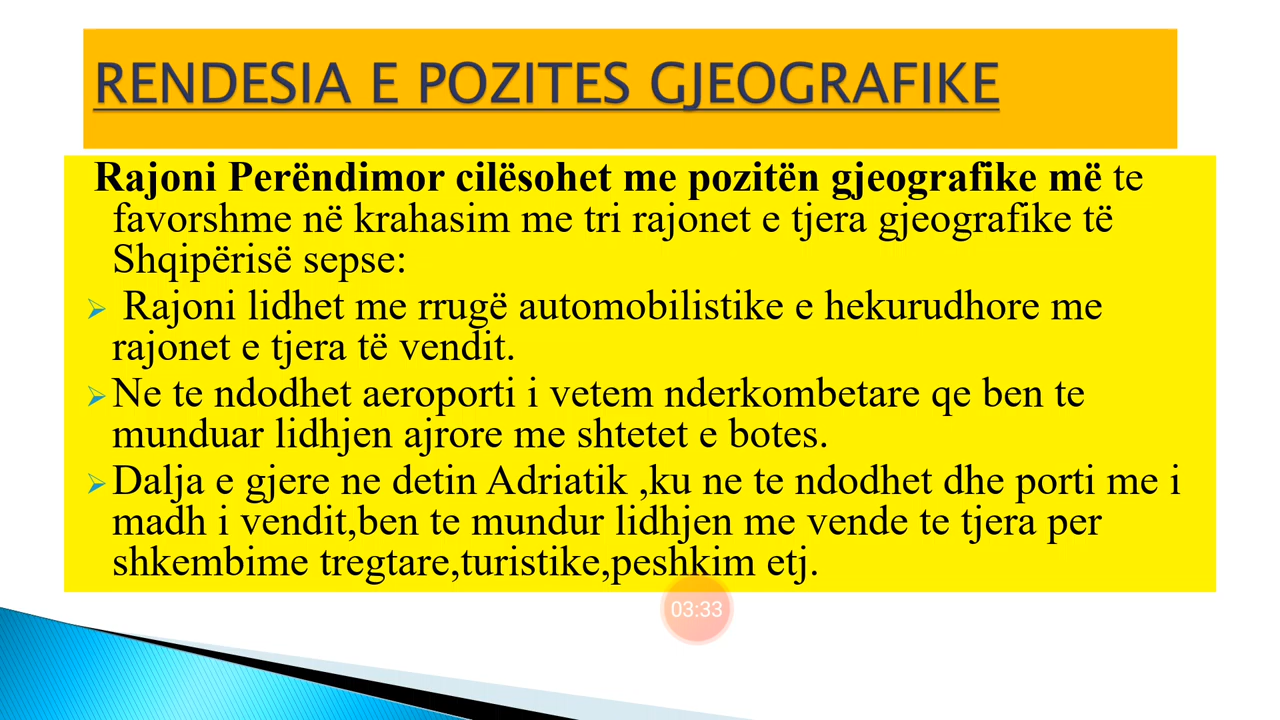 RENDESIA E POZITES GJEOGRAFIKE
Rajoni Perëndimor cilësohet me pozitën gjeografike më te
favorshme në krahasim me tri rajonet e tjera gjeografike të
Shqipërisë sepse:
➢ Rajoni lidhet me rrugë automobilistike e hekurudhore me
rajonet e tjera të vendit.
➢ Ne te ndodhet aeroporti i vetem nderkombetare qe ben te
munduar lidhjen ajrore me shtetet e botes.
➢ Dalja e gjere ne detin Adriatik ,ku ne te ndodhet dhe porti me i
madh i vendit,ben te mundur lidhjen me vende te tjera per
shkembime tregtare,turistike,peshkim etj.
03:33